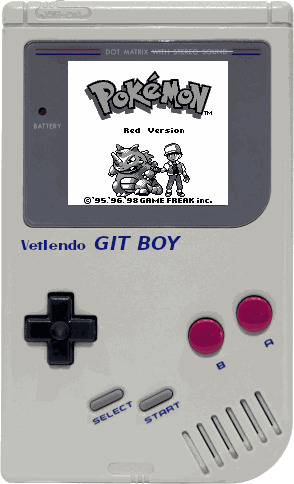 DOT MATRIX WITH STEREO SOUND
POKéMON
TM
Red Version
©'95.'96.'98 GAME FREAK inc.
BATTERY
Vetlendo GIT BOY
A
B
SELECT
START